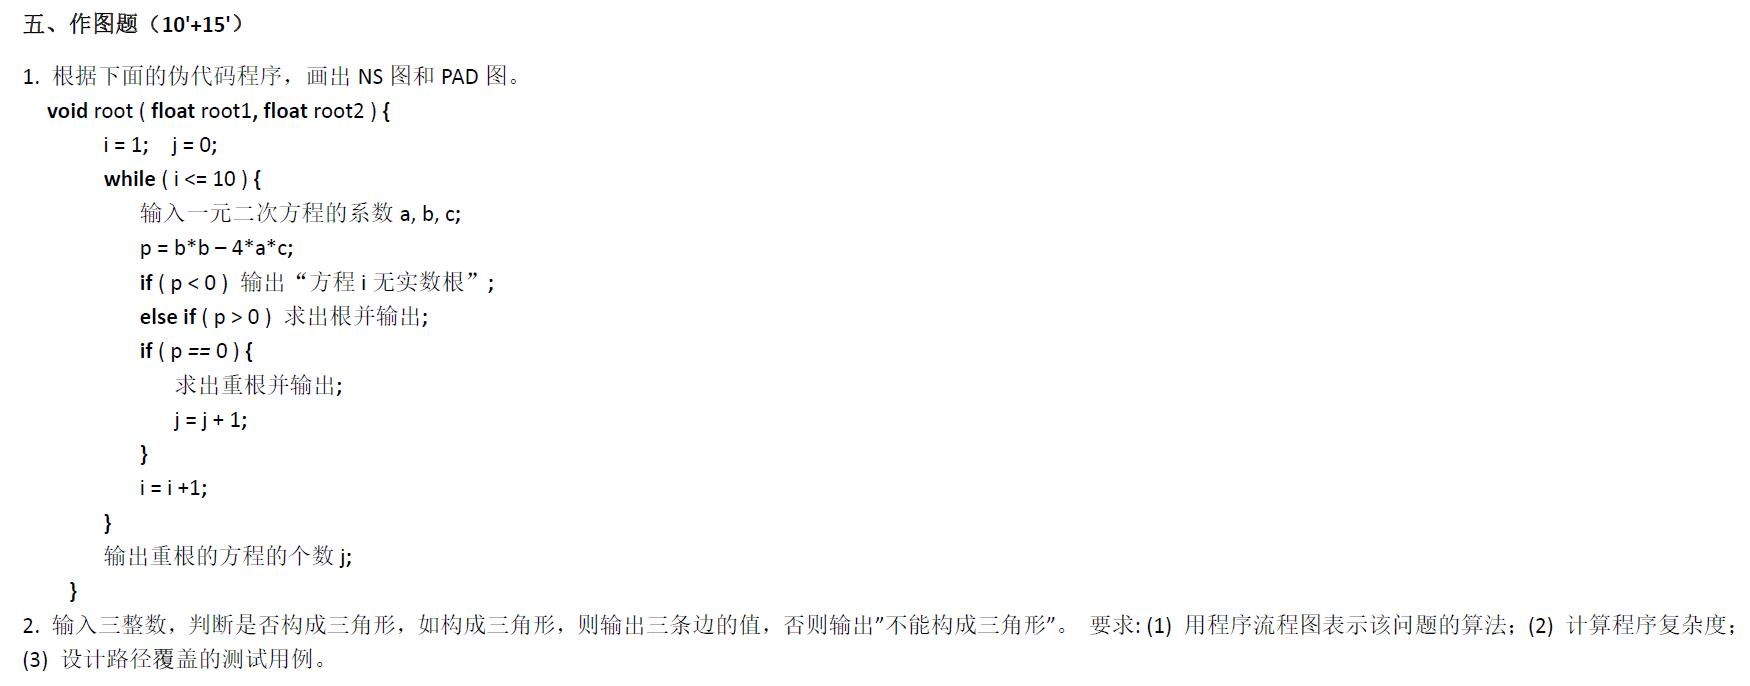 五、作图题（10'+15'）
1. 根据下面的伪代码程序，画出 NS 图和 PAD 图。
void root ( float root1, float root2 ) {
i = 1; j = 0;
while ( i <= 10 ) {
输入一元二次方程的系数 a, b, c;
p = b*b – 4*a*c;
if ( p < 0 ) 输出“方程 i 无实数根”;
else if ( p > 0 ) 求出根并输出;
if ( p == 0 ) {
求出重根并输出;
j = j + 1;
}
i = i +1;
}
输出重根的方程的个数 j;
}
2. 输入三整数，判断是否构成三角形，如构成三角形，则输出三条边的值，否则输出"不能构成三角形"。 要求: (1) 用程序流程图表示该问题的算法；(2) 计算程序复杂度；
(3) 设计路径覆盖的测试用例。